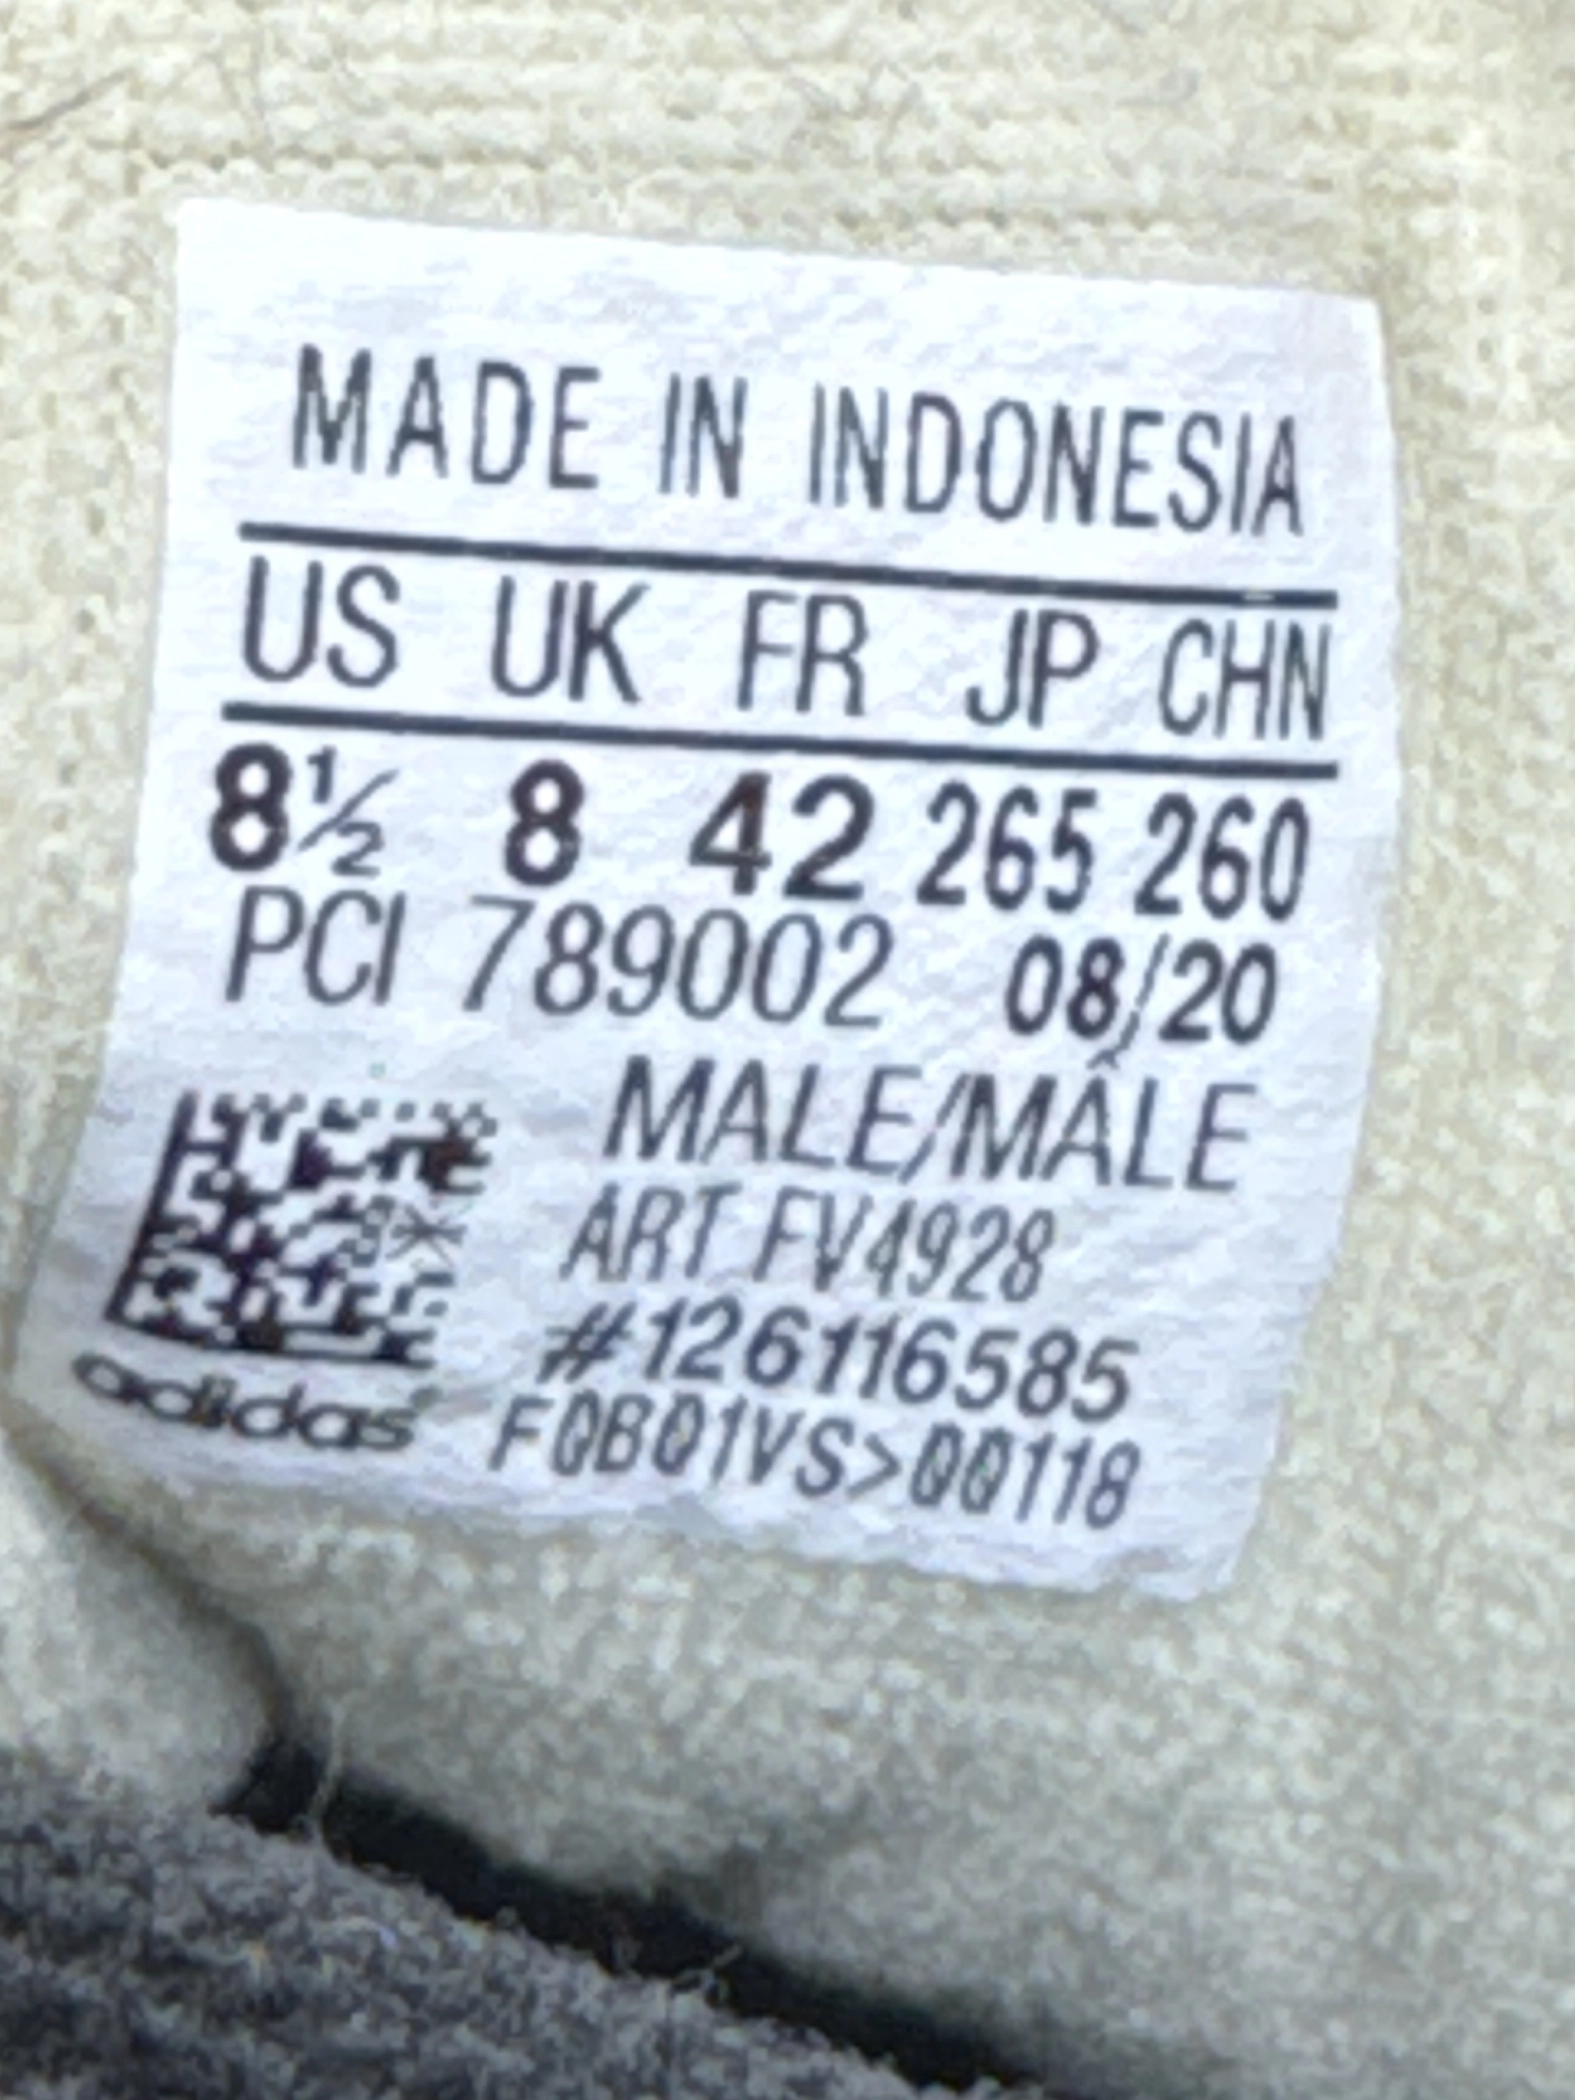 MADE IN INDONESIA
US UK FR JP CHN
8½ 8 42 265 260
PCI 789002 08/20
MALE/MÂLE
ART FV4928
#126116585
adidas F0B01VS>00118